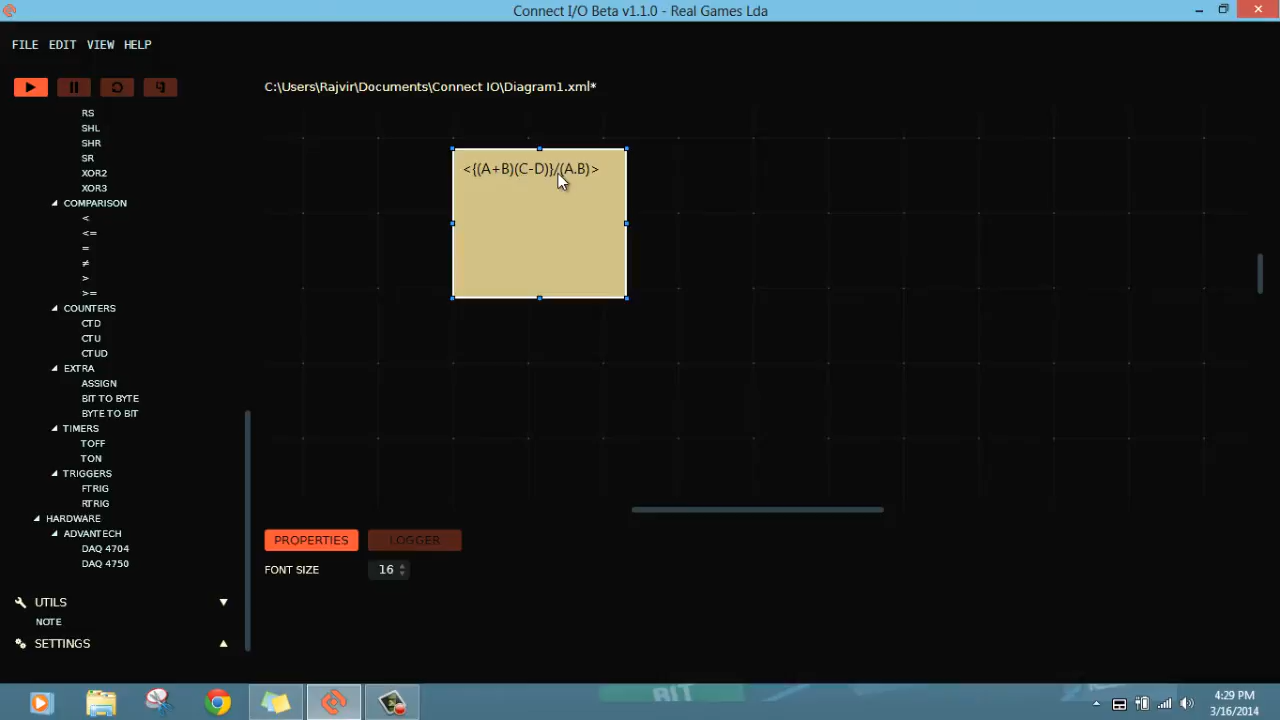 Connect I/O Beta v1.1.0 - Real Games Lda
FILE EDIT VIEW HELP
C:\Users\Rajvir\Documents\Connect IO\Diagram1.xml*
RS
SHL
SHR
SR
XOR2
XOR3
COMPARISON
<
<=
=
≠
>
>=
COUNTERS
CTD
CTU
CTUD
EXTRA
ASSIGN
BIT TO BYTE
BYTE TO BIT
TIMERS
TOFF
TON
TRIGGERS
FTRIG
RTRIG
HARDWARE
ADVANTECH
DAQ 4704
DAQ 4750
UTILS
NOTE
SETTINGS
<{(A+B)(C-D)}/(A.B)>
PROPERTIES LOGGER
FONT SIZE 16
BIT
4:29 PM
3/16/2014